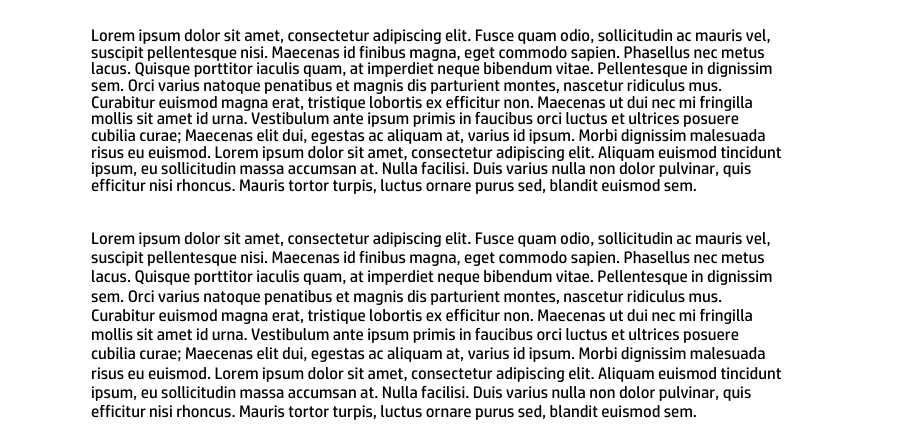 Lorem ipsum dolor sit amet, consectetur adipiscing elit. Fusce quam odio, sollicitudin ac mauris vel,
suscipit pellentesque nisi. Maecenas id finibus magna, eget commodo sapien. Phasellus nec metus
lacus. Quisque porttitor iaculis quam, at imperdiet neque bibendum vitae. Pellentesque in dignissim
sem. Orci varius natoque penatibus et magnis dis parturient montes, nascetur ridiculus mus.
Curabitur euismod magna erat, tristique lobortis ex efficitur non. Maecenas ut dui nec mi fringilla
mollis sit amet id urna. Vestibulum ante ipsum primis in faucibus orci luctus et ultrices posuere
cubilia curae; Maecenas elit dui, egestas ac aliquam at, varius id ipsum. Morbi dignissim malesuada
risus eu euismod. Lorem ipsum dolor sit amet, consectetur adipiscing elit. Aliquam euismod tincidunt
ipsum, eu sollicitudin massa accumsan at. Nulla facilisi. Duis varius nulla non dolor pulvinar, quis
efficitur nisi rhoncus. Mauris tortor turpis, luctus ornare purus sed, blandit euismod sem.
Lorem ipsum dolor sit amet, consectetur adipiscing elit. Fusce quam odio, sollicitudin ac mauris vel,
suscipit pellentesque nisi. Maecenas id finibus magna, eget commodo sapien. Phasellus nec metus
lacus. Quisque porttitor iaculis quam, at imperdiet neque bibendum vitae. Pellentesque in dignissim
sem. Orci varius natoque penatibus et magnis dis parturient montes, nascetur ridiculus mus.
Curabitur euismod magna erat, tristique lobortis ex efficitur non. Maecenas ut dui nec mi fringilla
mollis sit amet id urna. Vestibulum ante ipsum primis in faucibus orci luctus et ultrices posuere
cubilia curae; Maecenas elit dui, egestas ac aliquam at, varius id ipsum. Morbi dignissim malesuada
risus eu euismod. Lorem ipsum dolor sit amet, consectetur adipiscing elit. Aliquam euismod tincidunt
ipsum, eu sollicitudin massa accumsan at. Nulla facilisi. Duis varius nulla non dolor pulvinar, quis
efficitur nisi rhoncus. Mauris tortor turpis, luctus ornare purus sed, blandit euismod sem.